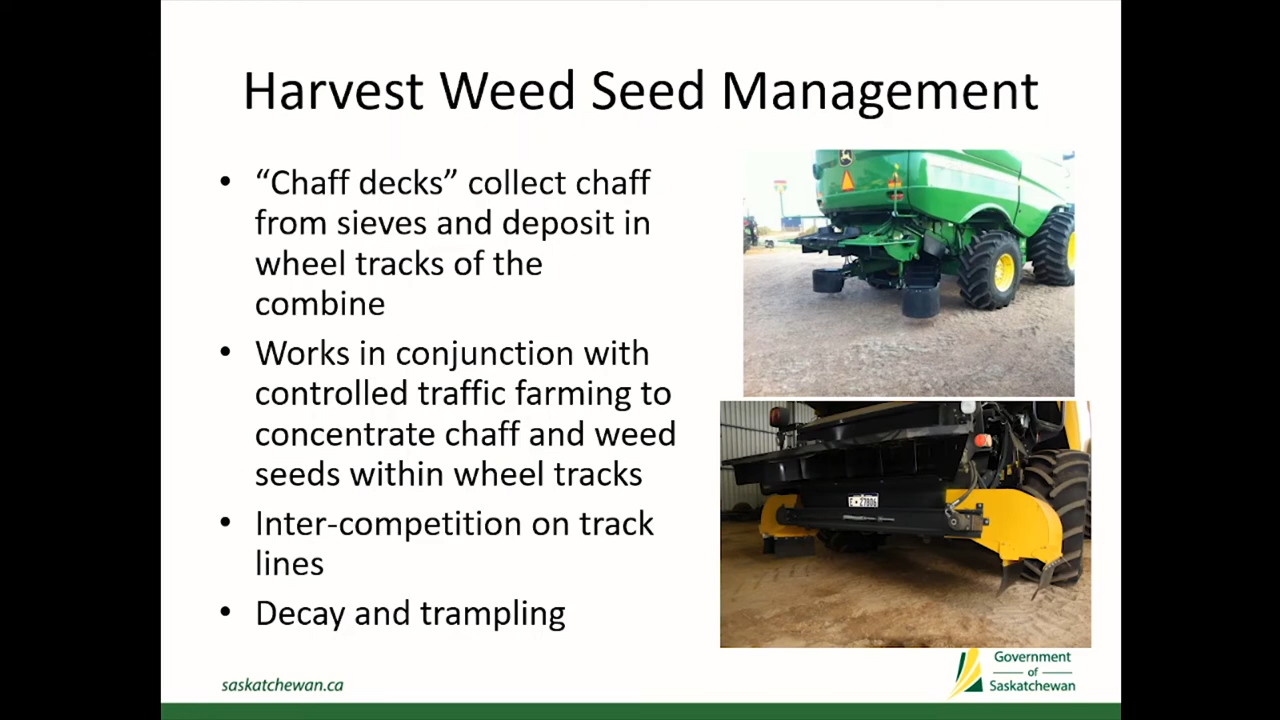 Harvest Weed Seed Management
• “Chaff decks” collect chaff
from sieves and deposit in
wheel tracks of the
combine
• Works in conjunction with
controlled traffic farming to
concentrate chaff and weed
seeds within wheel tracks
• Inter-competition on track
lines
• Decay and trampling
saskatchewan.ca
Government
of
Saskatchewan